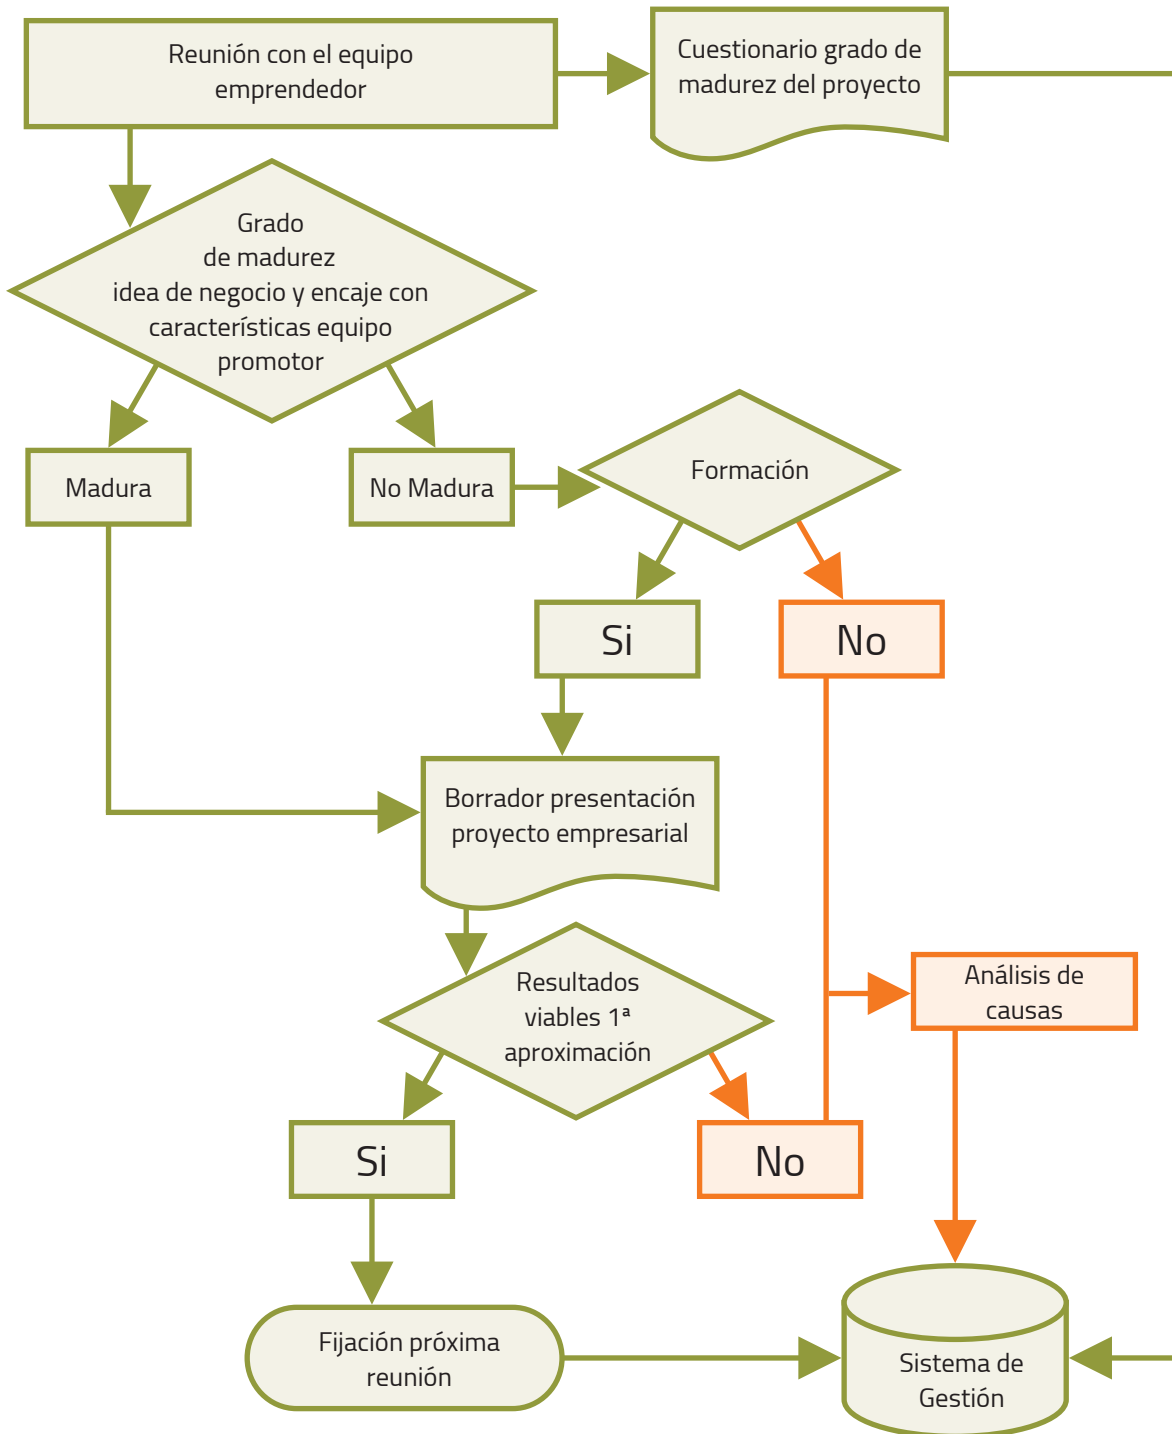 Reunión con el equipo
emprendedor
Cuestionario grado de
madurez del proyecto
Grado
de madurez
idea de negocio y encaje con
características equipo
promotor
Madura
No Madura
Formación
Si
No
Borrador presentación
proyecto empresarial
Resultados
viables 1ª
aproximación
Análisis de
causas
Si
No
Fijación próxima
reunión
Sistema de
Gestión